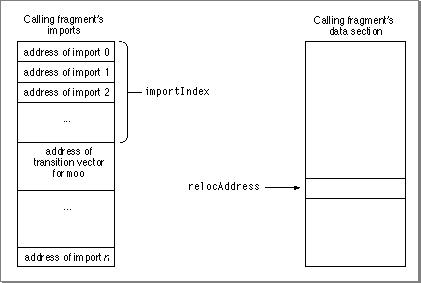 Calling fragment's
imports
address of import 0
address of import 1
address of import 2
...
address of
transition vector
for moo
...
address of import n
importIndex
Calling fragment's
data section
relocAddress